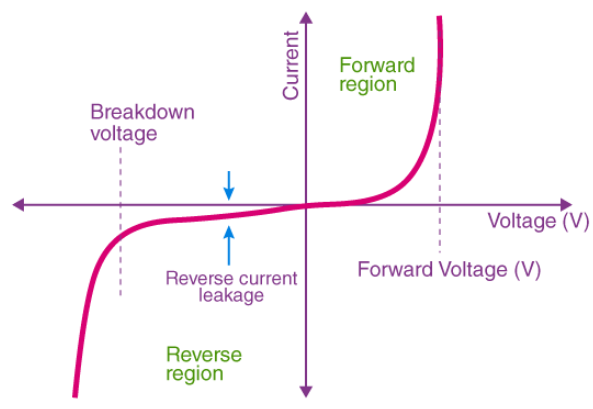 Current
Forward
region
Breakdown
voltage
Voltage (V)
Forward Voltage (V)
Reverse current
leakage
Reverse
region